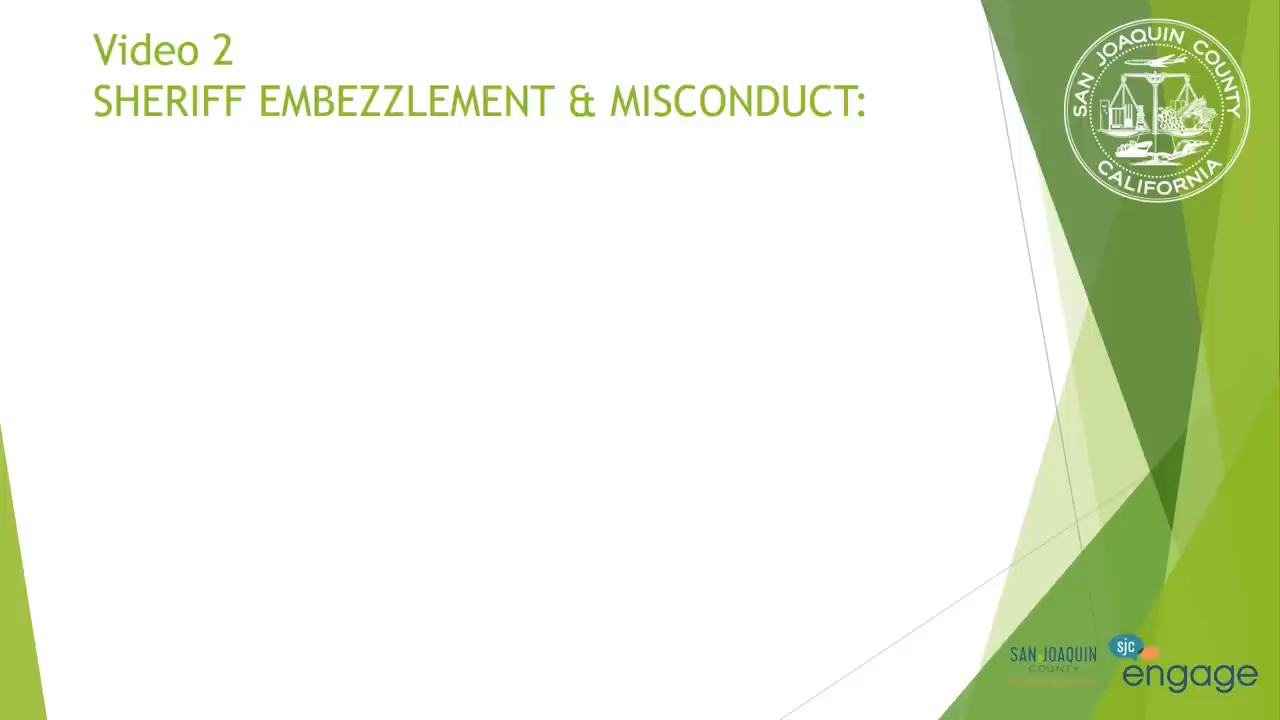 Video 2
SHERIFF EMBEZZLEMENT & MISCONDUCT:
SAN JOAQUIN COUNTY
CALIFORNIA
SAN JOAQUIN
COUNTY
sjc
engage